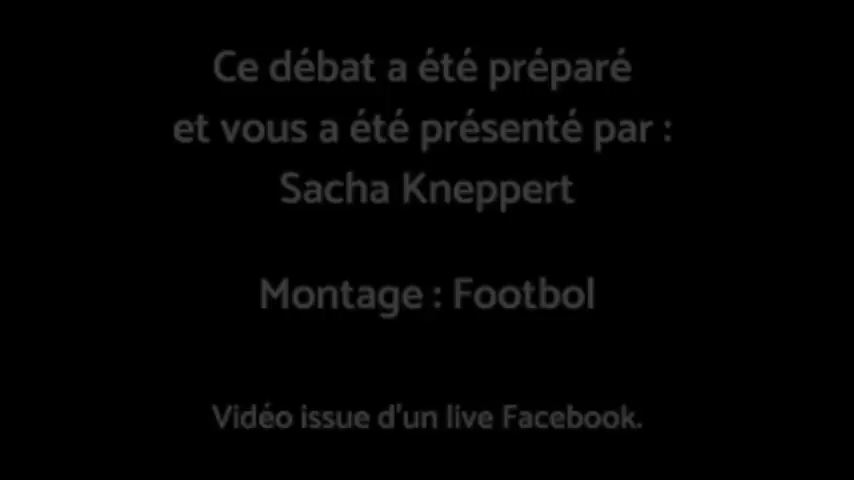 Ce débat a été préparé
et vous a été présenté par :
Sacha Kneppert
Montage : Footbol
Vidéo issue d'un live Facebook.